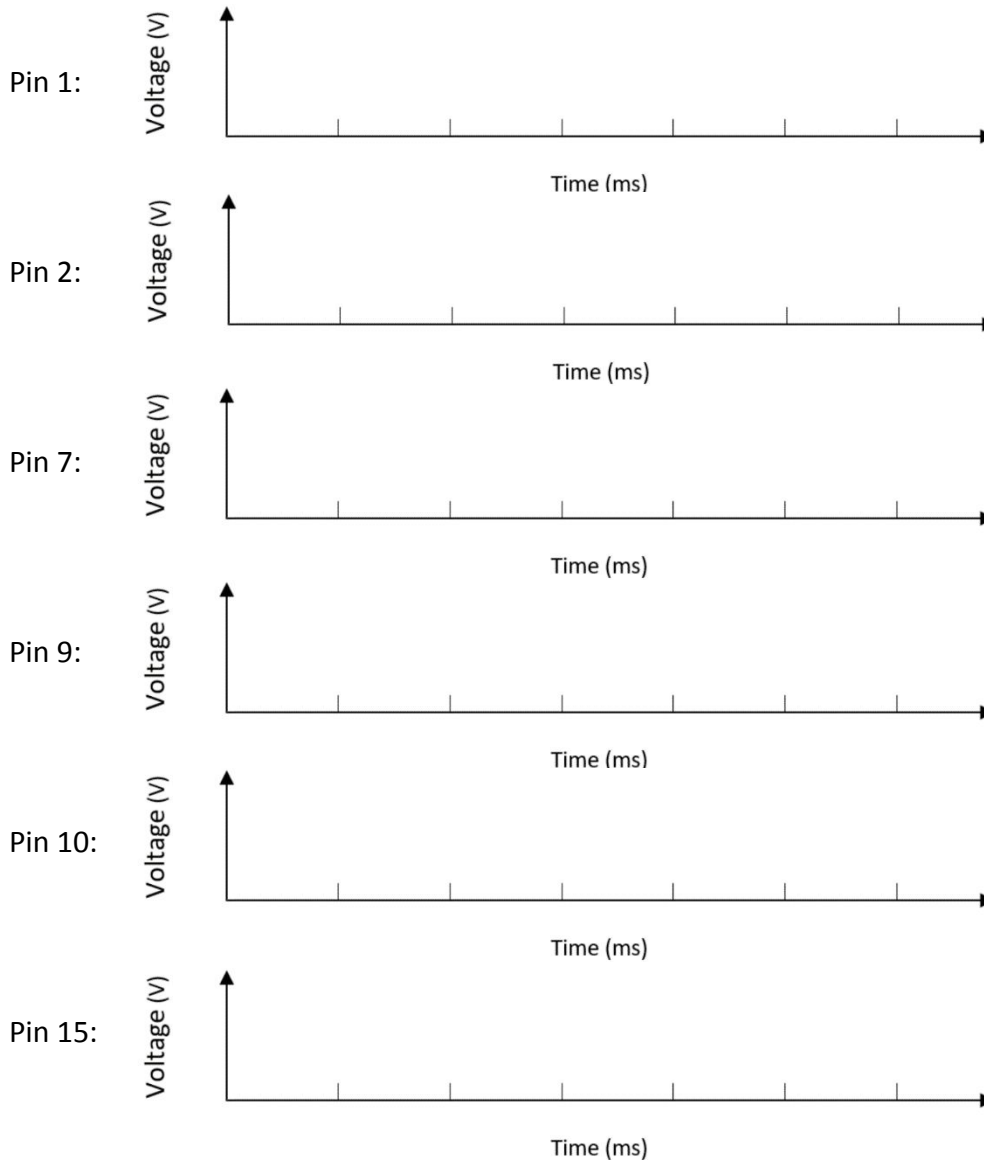 Pin 1:
Voltage (V)
Time (ms)
Pin 2:
Voltage (V)
Time (ms)
Pin 7:
Voltage (V)
Time (ms)
Pin 9:
Voltage (V)
Time (ms)
Pin 10:
Voltage (V)
Time (ms)
Pin 15:
Voltage (V)
Time (ms)